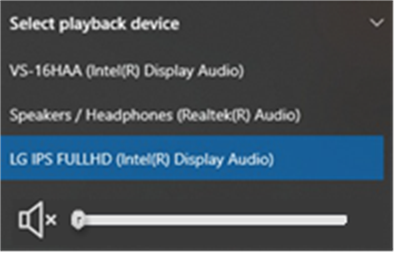 Select playback device
VS-16HAA (Intel(R) Display Audio)
Speakers / Headphones (Realtek(R) Audio)
LG IPS FULLHD (Intel(R) Display Audio)